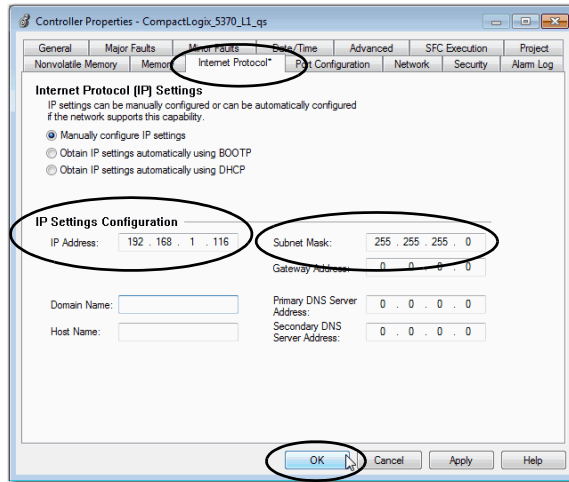 Controller Properties - CompactLogix_5370_L1_qs
General Major Faults Minor Faults Date/Time Advanced SFC Execution Project
Nonvolatile Memory Memory Internet Protocol* Port Configuration Network Security Alarm Log
Internet Protocol (IP) Settings
IP settings can be manually configured or can be automatically configured
if the network supports this capability.
Manually configure IP settings
Obtain IP settings automatically using BOOTP
Obtain IP settings automatically using DHCP
IP Settings Configuration
IP Address: 192 . 168 . 1 . 116 Subnet Mask: 255 . 255 . 255 . 0
Gateway Address: 0 . 0 . 0 . 0
Domain Name: Primary DNS Server Address: 0 . 0 . 0 . 0
Host Name: Secondary DNS Server Address: 0 . 0 . 0 . 0
OK Cancel Apply Help